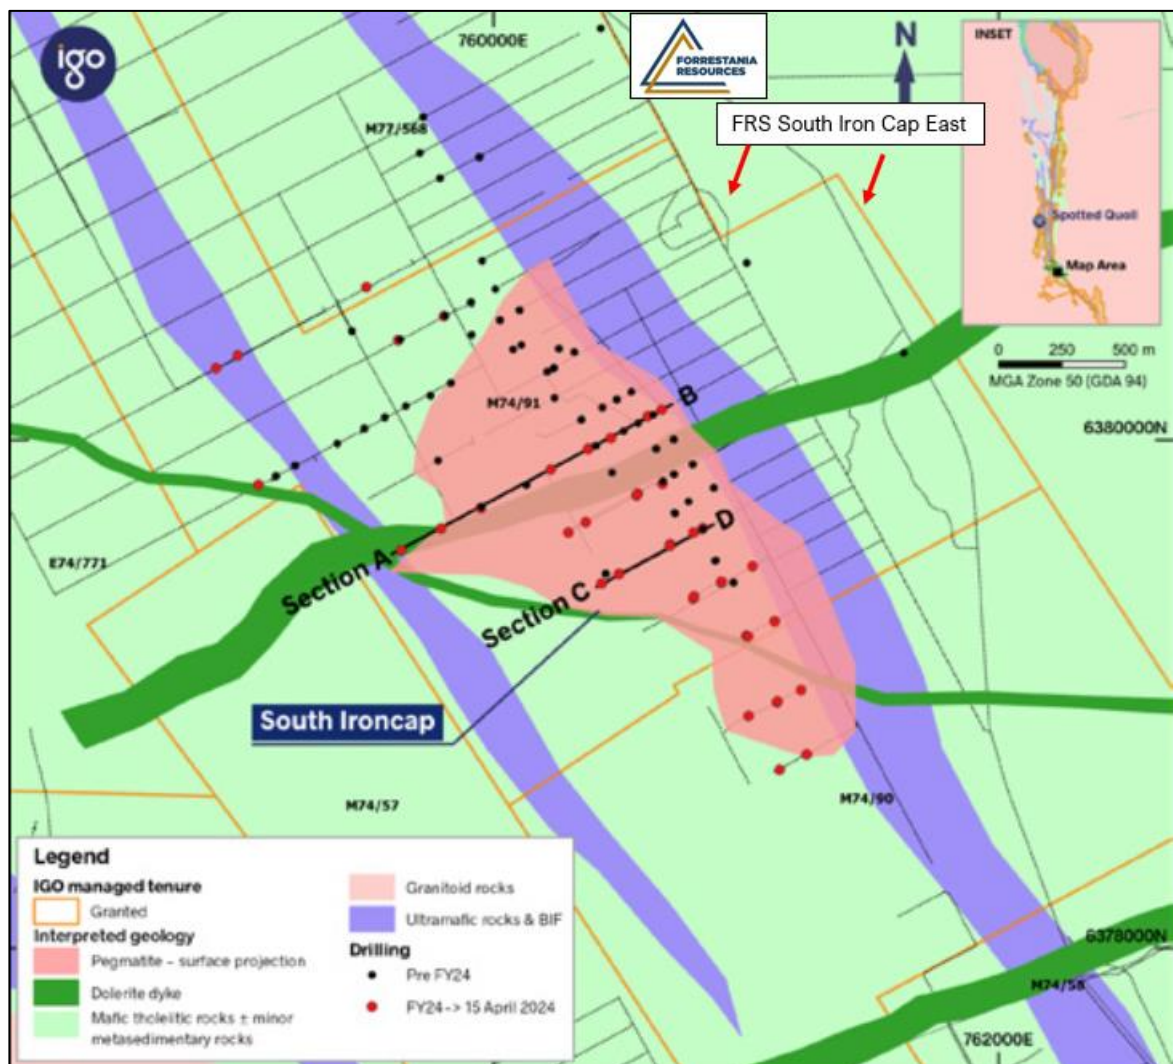 igo
760000E
FORRESTANIA
RESOURCES
N
INSET
FRS South Iron Cap East
M77/568
Spotted Quoll
Map Area
0 250 500 m
MGA Zone 50 (GDA 94)
M74/91
B
6380000N
D
E74/771
Section A
Section C
South Ironcap
M74/57
M74/90
6378000N
M74/58
762000E
Legend
IGO managed tenure
Granted
Interpreted geology
Pegmatite – surface projection
Dolerite dyke
Mafic tholeiitic rocks ± minor
metasedimentary rocks
Granitoid rocks
Ultramafic rocks & BIF
Drilling
Pre FY24
FY24 -> 15 April 2024